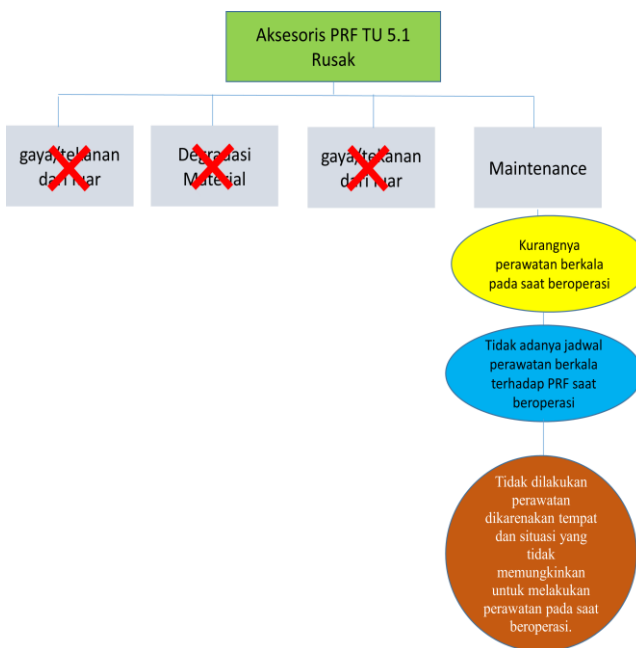 Aksesoris PRF TU 5.1
Rusak
gaya/tekanan
dari luar
Degradasi
Material
gaya/tekanan
dari luar
Maintenance
Kurangnya
perawatan berkala
pada saat beroperasi
Tidak adanya jadwal
perawatan berkala
terhadap PRF saat
beroperasi
Tidak dilakukan
perawatan
dikarenakan tempat
dan situasi yang
tidak
memungkinkan
untuk melakukan
perawatan pada saat
beroperasi.